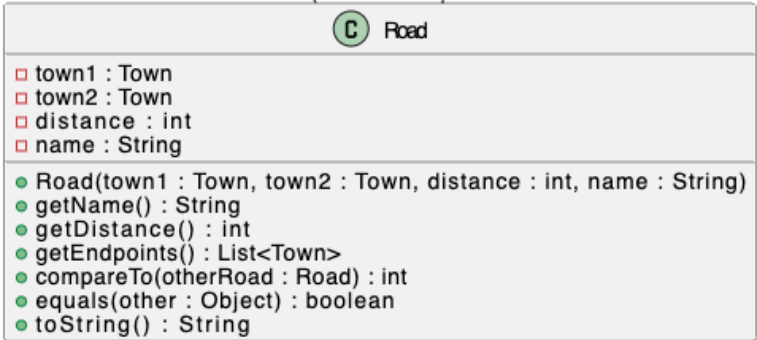 C Road
town1 : Town
town2 : Town
distance : int
name : String
Road(town1 : Town, town2 : Town, distance : int, name : String)
getName() : String
getDistance() : int
getEndpoints() : List<Town>
compareTo(otherRoad : Road) : int
equals(other : Object) : boolean
toString() : String